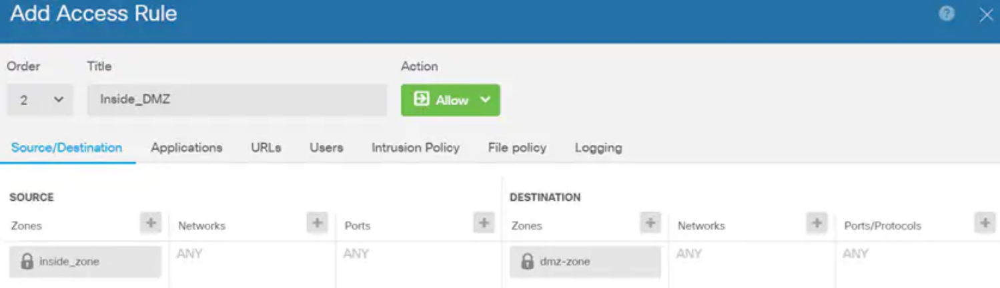 Add Access Rule
?
Order Title Action
2 Inside_DMZ Allow
Source/Destination Applications URLs Users Intrusion Policy File policy Logging
SOURCE DESTINATION
Zones + Networks + Ports + Zones + Networks + Ports/Protocols +
inside_zone ANY ANY dmz-zone ANY ANY